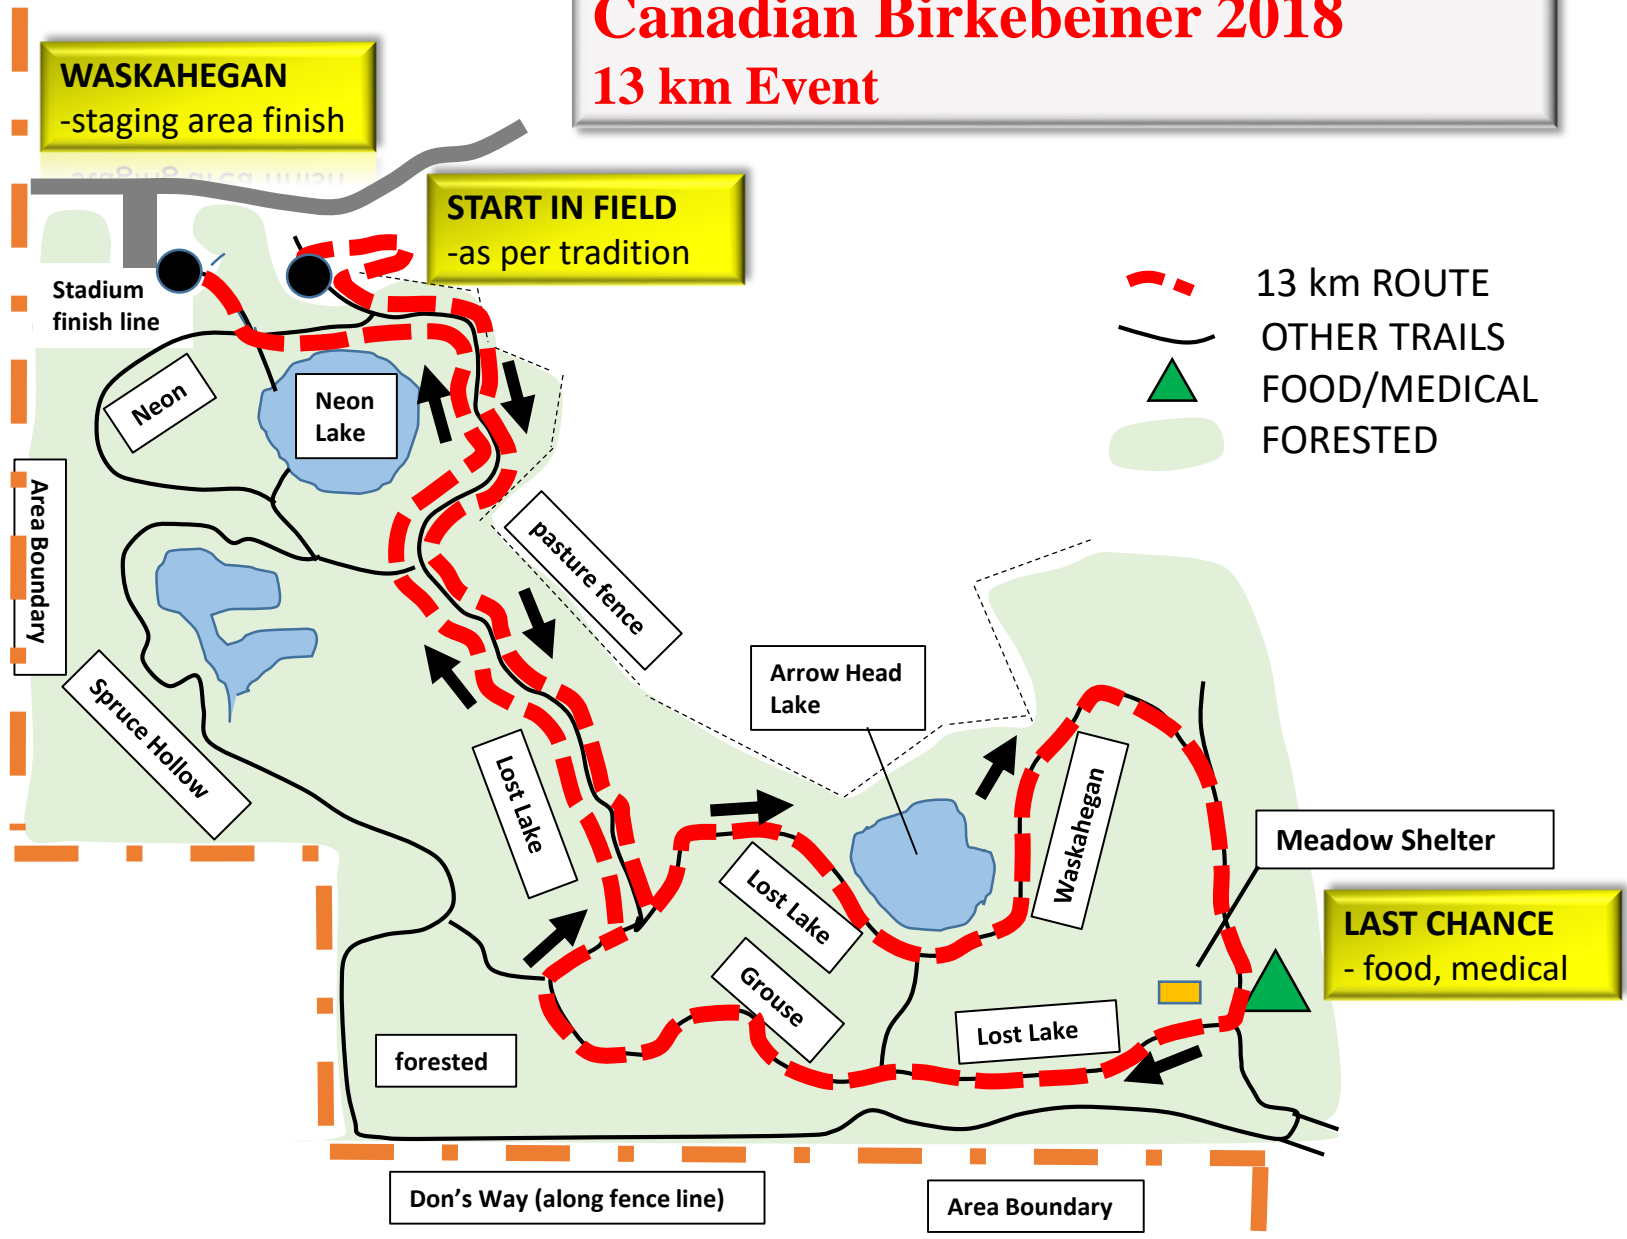 Canadian Birkebeiner 2018
13 km Event
WASKAHEGAN
-staging area finish
START IN FIELD
-as per tradition
Stadium
finish line
13 km ROUTE
OTHER TRAILS
FOOD/MEDICAL
FORESTED
Neon
Neon
Lake
Area Boundary
pasture fence
Spruce Hollow
Arrow Head
Lake
Lost Lake
Waskahegan
Meadow Shelter
Lost Lake
LAST CHANCE
- food, medical
Grouse
Lost Lake
forested
Don's Way (along fence line)
Area Boundary